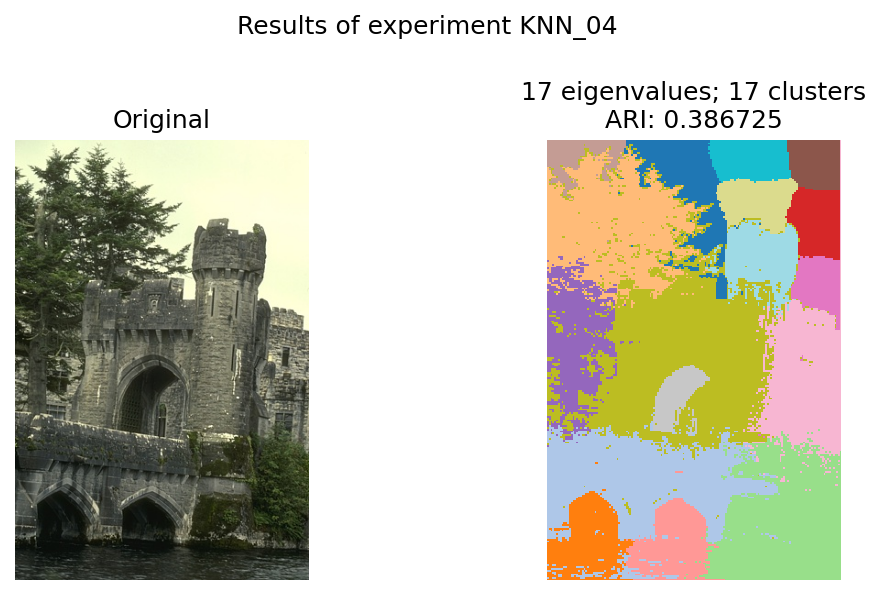 Results of experiment KNN_04
Original
17 eigenvalues; 17 clusters
ARI: 0.386725